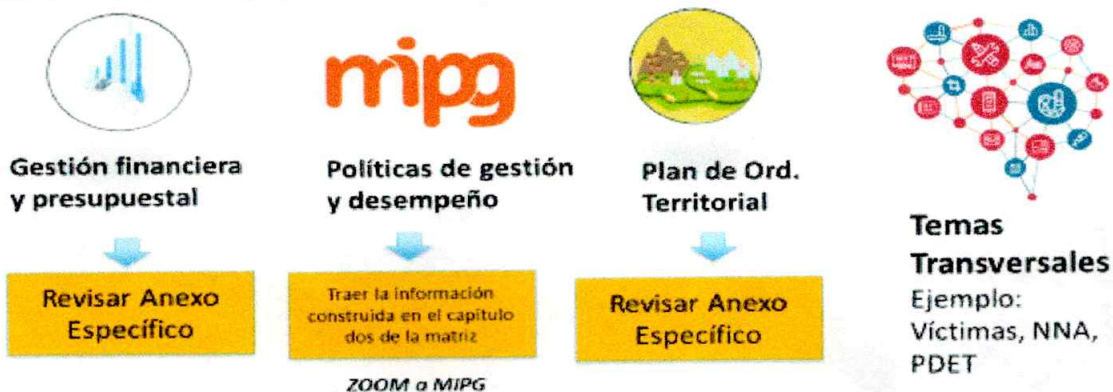 mipg
Gestión financiera
y presupuestal
Políticas de gestión
y desempeño
Plan de Ord.
Territorial
Temas
Transversales
Ejemplo:
Víctimas, NNA,
PDET
Revisar Anexo
Específico
Traer la información
construida en el capítulo
dos de la matriz
Revisar Anexo
Específico
ZOOM a MIPG